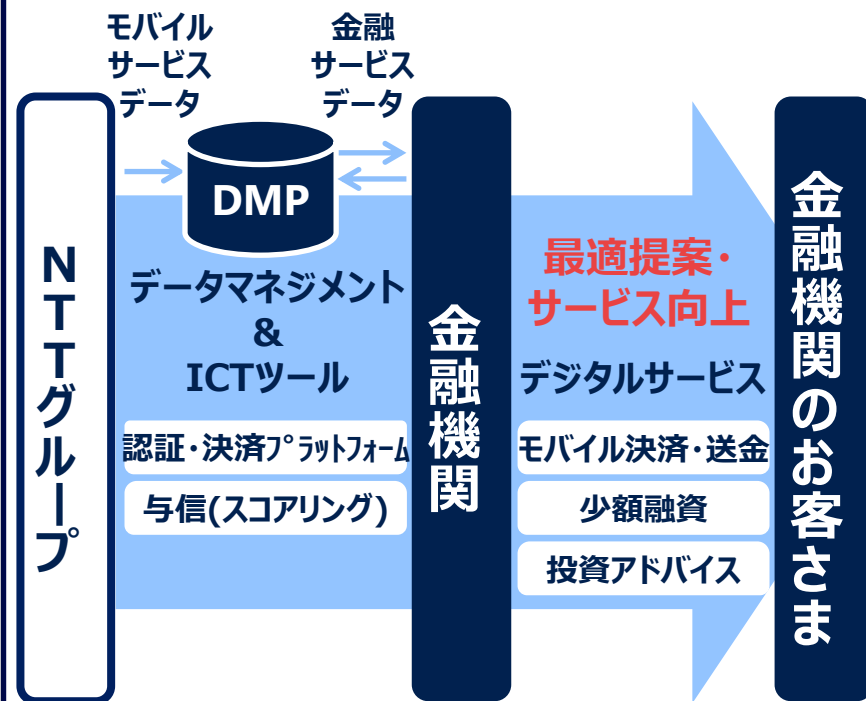 モバイル
サービス
データ
金融
サービス
データ
DMP
NTTグループ
データマネジメント
&
ICTツール
認証・決済プラットフォーム
与信(スコアリング)
金融機関
最適提案・
サービス向上
デジタルサービス
モバイル決済・送金
少額融資
投資アドバイス
金融機関のお客さま